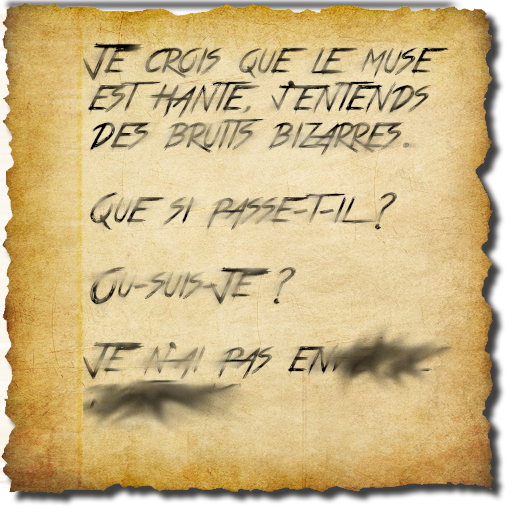 JE CROIS QUE LE MUSE
EST HANTE, J'ENTENDS
DES BRUITS BIZARRES.
QUE SI PASSE-T-IL ?
OU-SUIS-JE ?
JE N'AI PAS